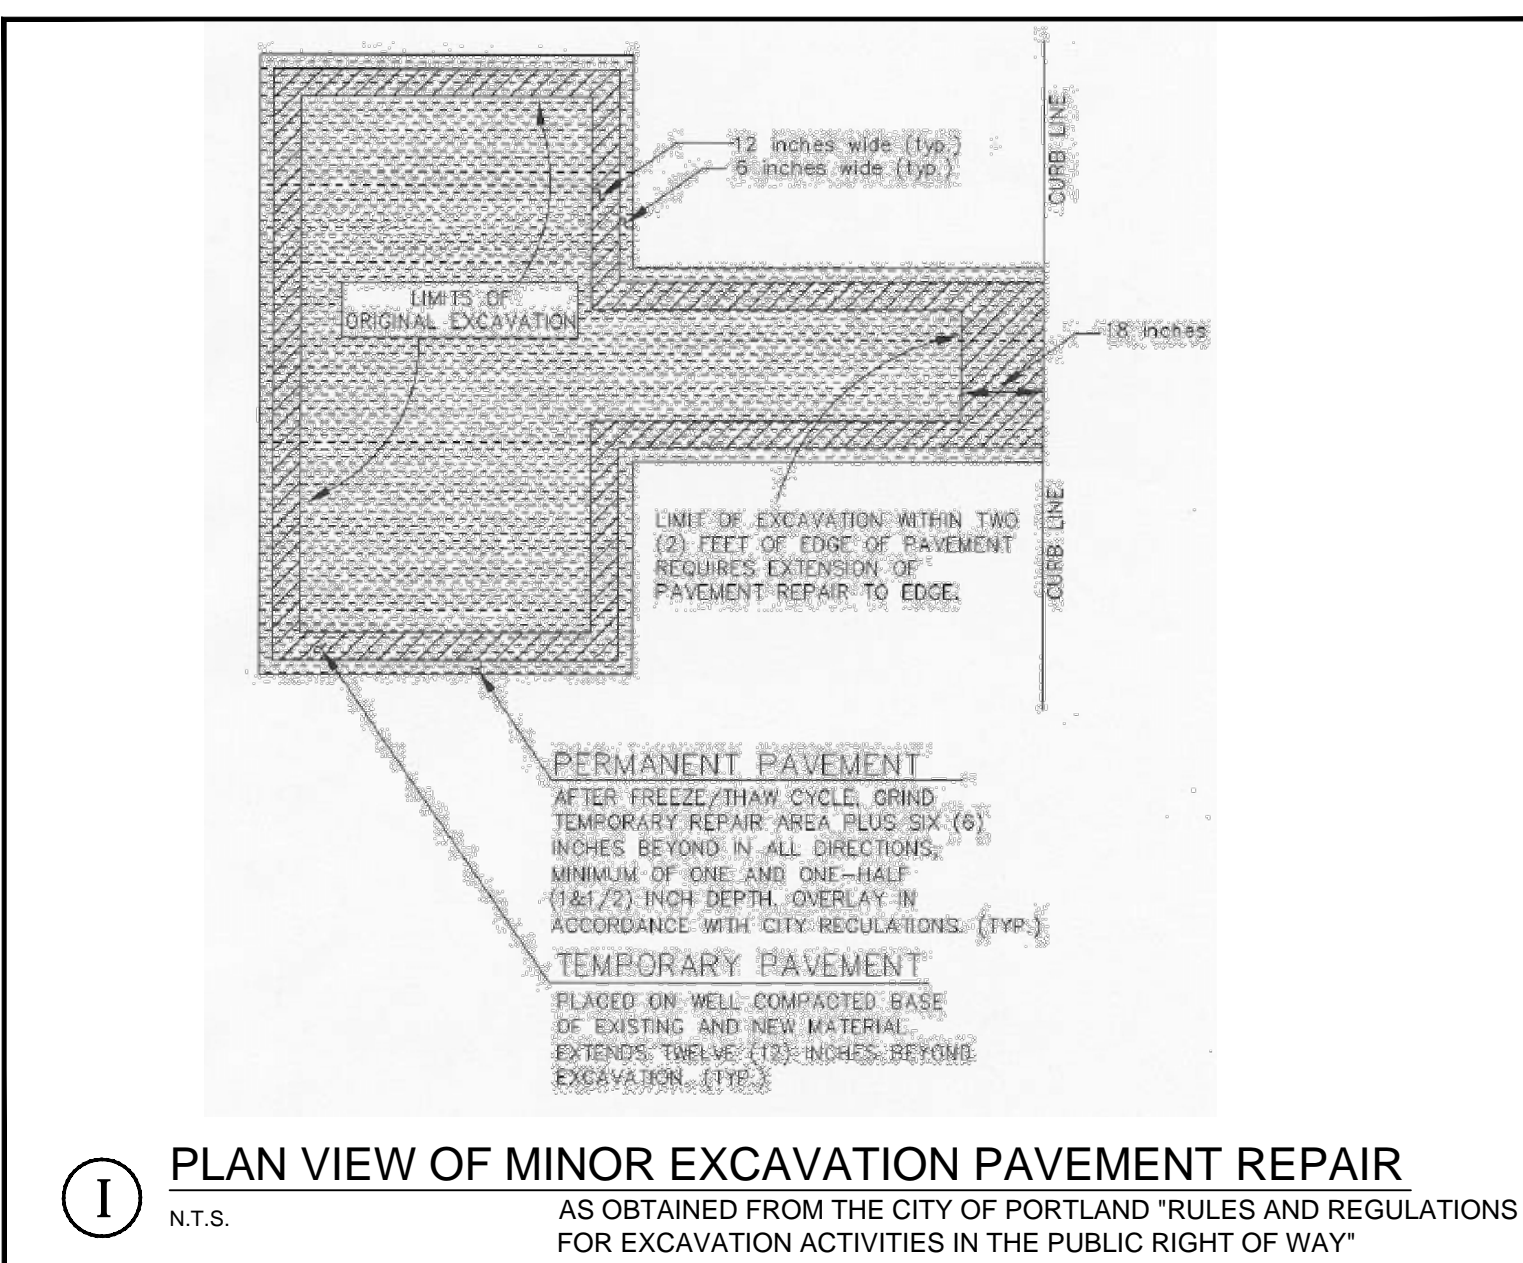 12 inches wide (typ.)
6 inches wide (typ.)
CURB LINE
LIMITS OF
ORIGINAL EXCAVATION
18 inches
LIMIT OF EXCAVATION WITHIN TWO
(2) FEET OF EDGE OF PAVEMENT
REQUIRES EXTENSION OF
PAVEMENT REPAIR TO EDGE.
CURB LINE
PERMANENT PAVEMENT
AFTER FREEZE/THAW CYCLE, GRIND
TEMPORARY REPAIR AREA PLUS SIX (6)
INCHES BEYOND IN ALL DIRECTIONS,
MINIMUM OF ONE AND ONE-HALF
(1&1/2) INCH DEPTH. OVERLAY IN
ACCORDANCE WITH CITY REGULATIONS. (TYP.)
TEMPORARY PAVEMENT
PLACED ON WELL COMPACTED BASE
OF EXISTING AND NEW MATERIAL
EXTENDS TWELVE (12) INCHES BEYOND
EXCAVATION. (TYP.)
I
PLAN VIEW OF MINOR EXCAVATION PAVEMENT REPAIR
N.T.S.
AS OBTAINED FROM THE CITY OF PORTLAND "RULES AND REGULATIONS
FOR EXCAVATION ACTIVITIES IN THE PUBLIC RIGHT OF WAY"